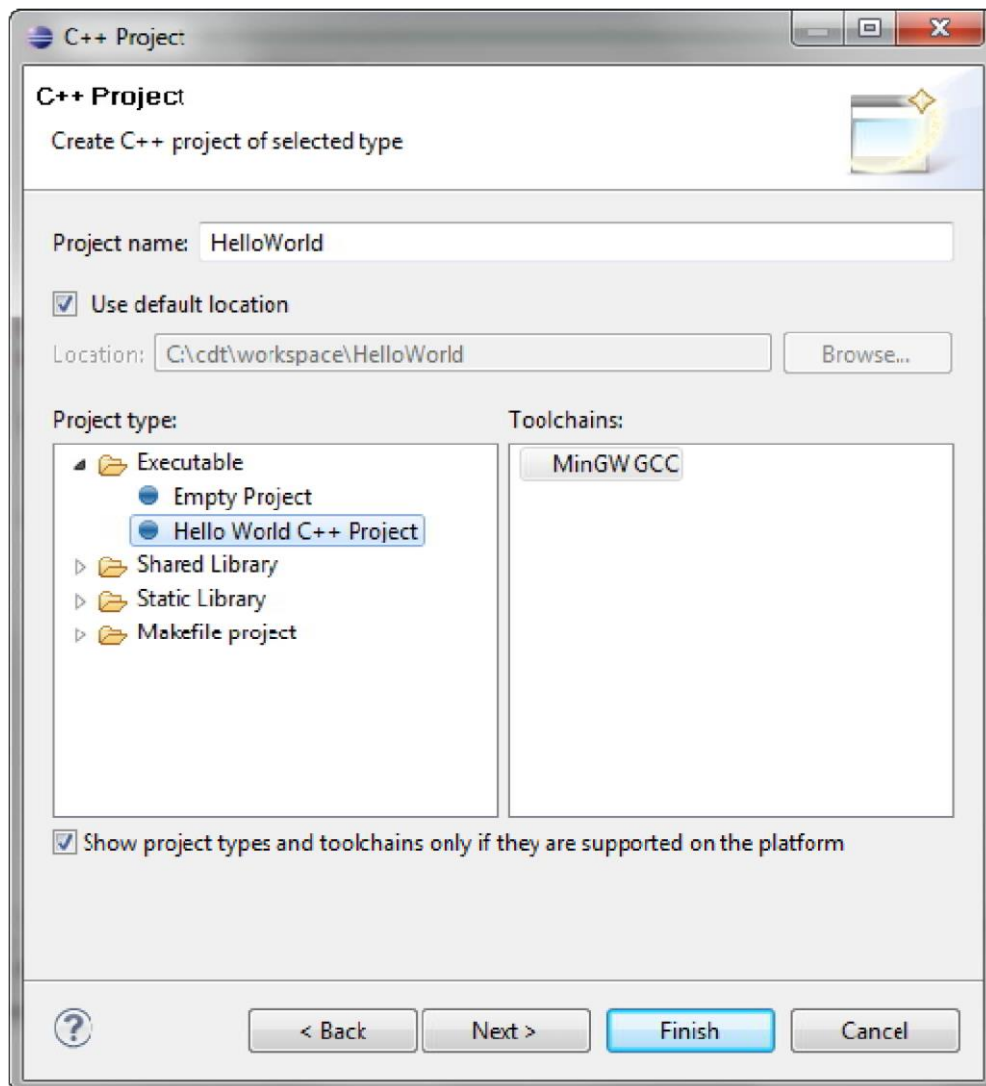 C++ Project
C++ Project
Create C++ project of selected type
Project name: HelloWorld
Use default location
Location: C:\cdt\workspace\HelloWorld Browse...
Project type: Toolchains:
Executable MinGW GCC
Empty Project
Hello World C++ Project
Shared Library
Static Library
Makefile project
Show project types and toolchains only if they are supported on the platform
? < Back Next > Finish Cancel